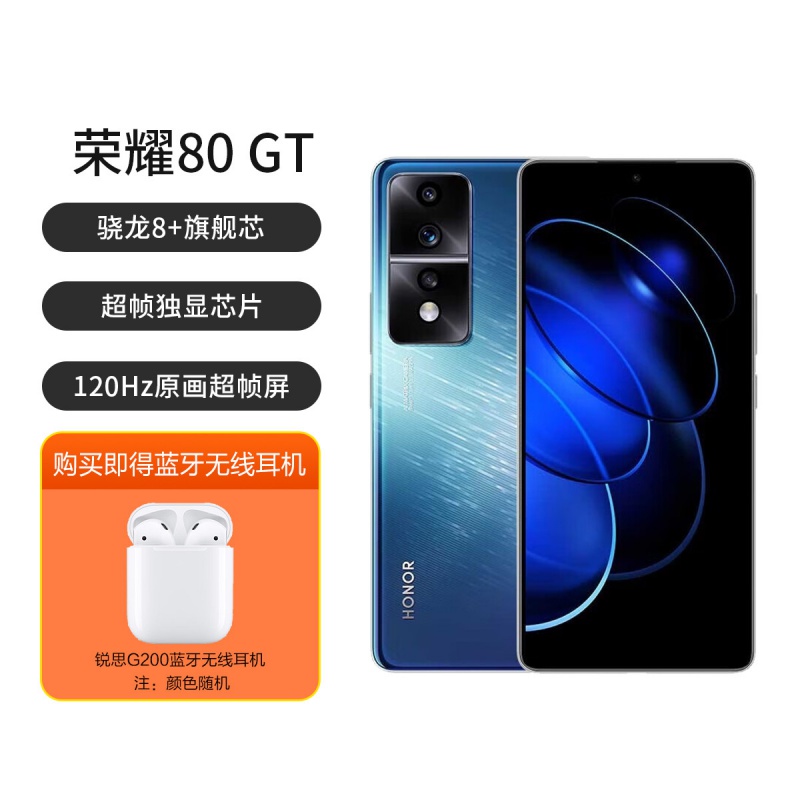 荣耀80 GT
骁龙8+旗舰芯
超帧独显芯片
120Hz原画超帧屏
购买即得蓝牙无线耳机
锐思G200蓝牙无线耳机
注：颜色随机
HONOR